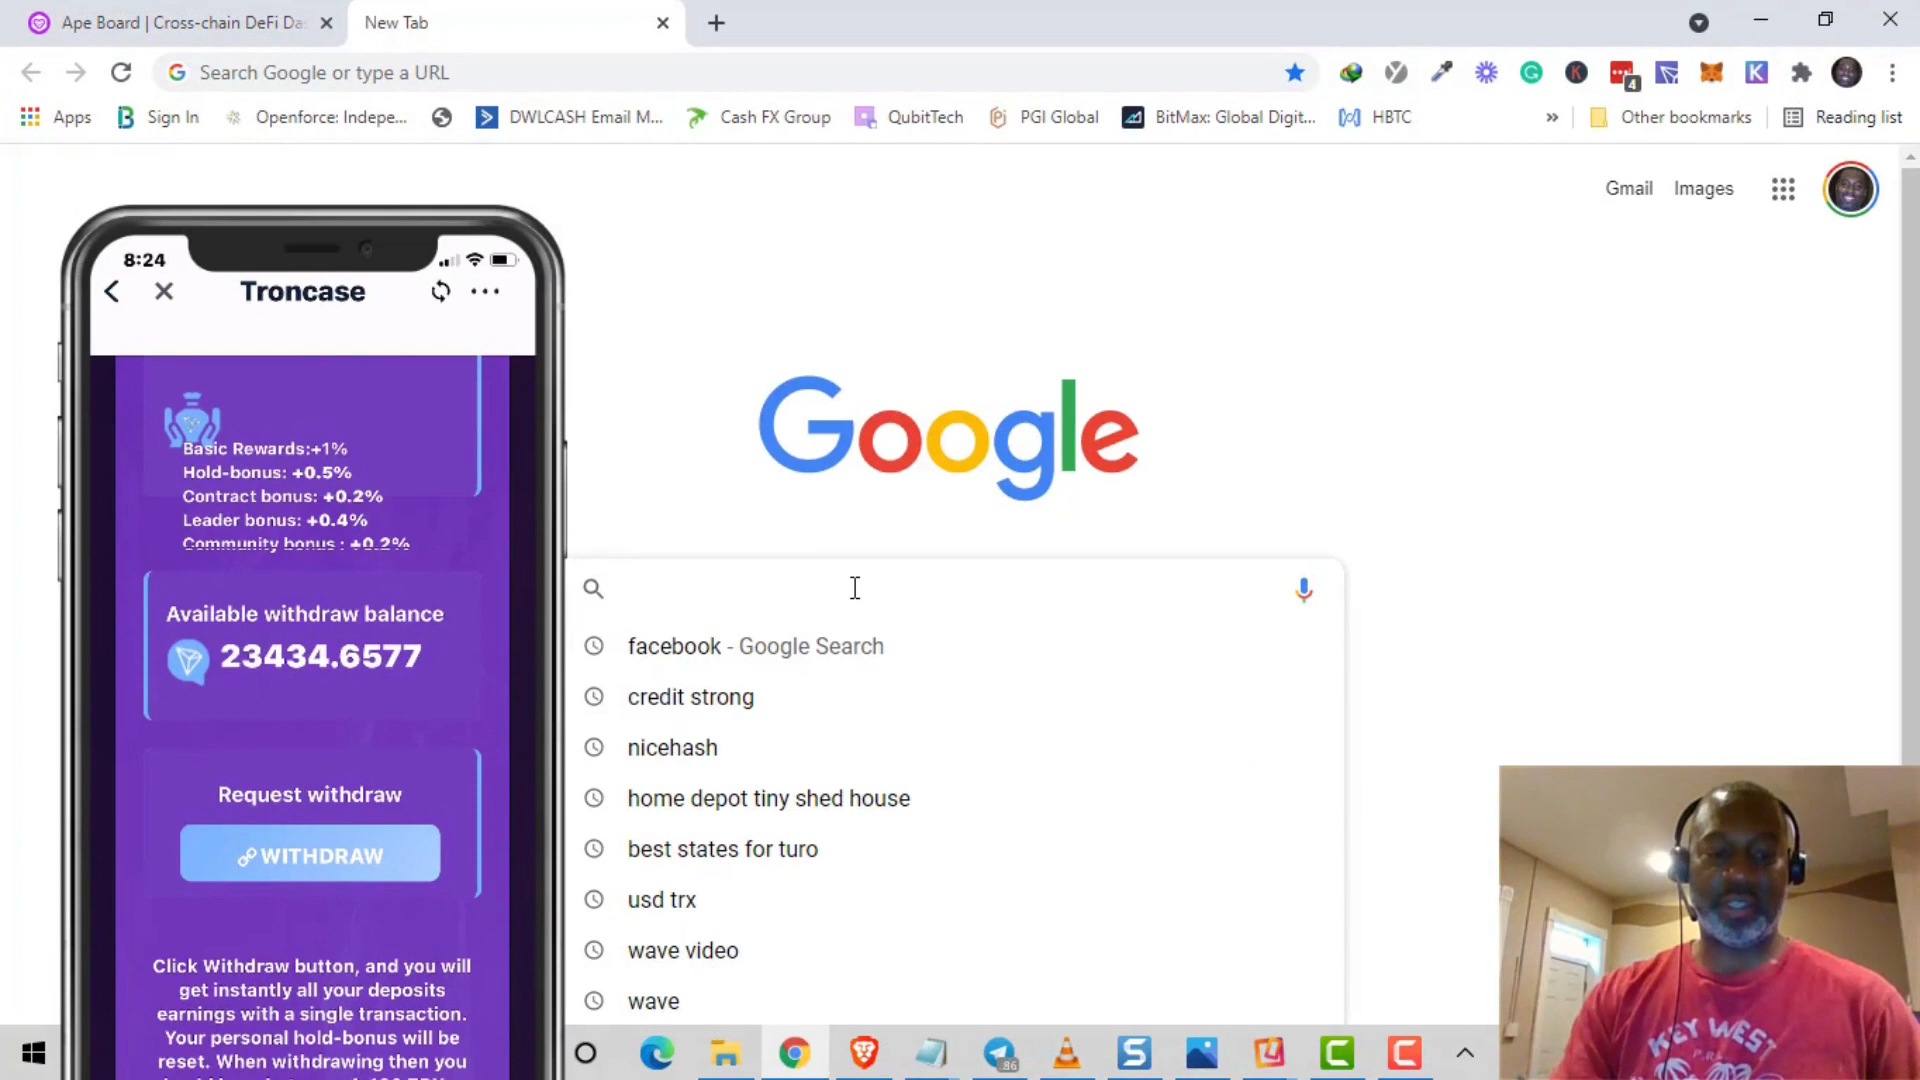 Ape Board | Cross-chain DeFi Da
New Tab
Search Google or type a URL
4
Apps
Sign In
Openforce: Indepe...
DWLCASH Email M...
Cash FX Group
QubitTech
PGI Global
BitMax: Global Digit...
HBTC
Other bookmarks
Reading list
Gmail
Images
8:24
Troncase
Basic Rewards:+1%
Hold-bonus: +0.5%
Contract bonus: +0.2%
Leader bonus: +0.4%
Community bonus : +0.2%
Available withdraw balance
23434.6577
Request withdraw
WITHDRAW
Click Withdraw button, and you will
get instantly all your deposits
earnings with a single transaction.
Your personal hold-bonus will be
reset. When withdrawing then you
Google
facebook - Google Search
credit strong
nicehash
home depot tiny shed house
best states for turo
usd trx
wave video
wave
86
KEY WEST